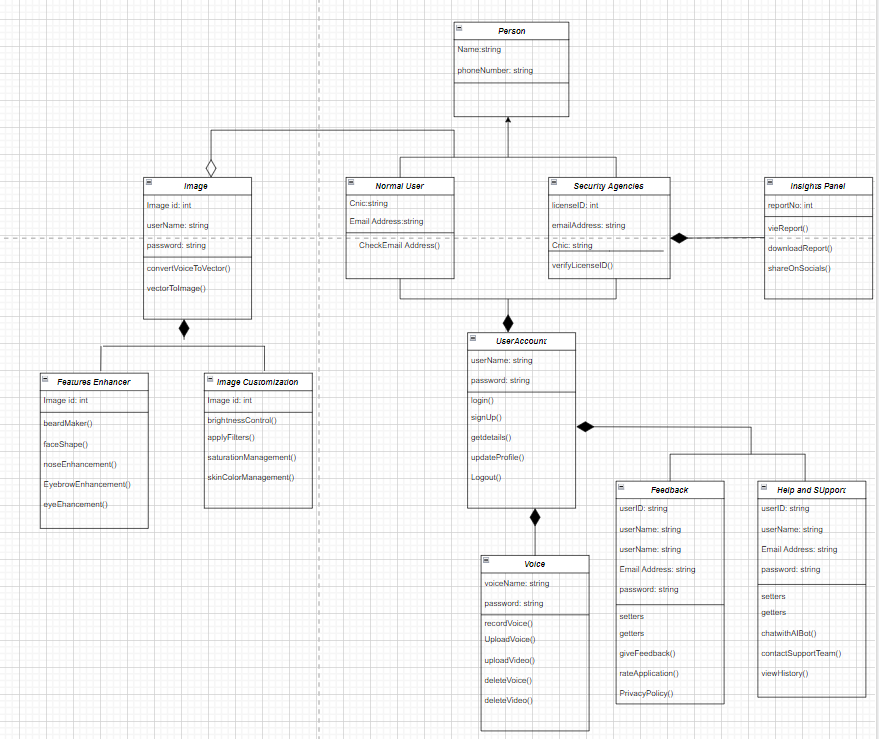 Person
Name:string
phoneNumber: string
Image
Image id: int
userName: string
password: string
convertVoiceToVector()
vectorToImage()
Normal User
Cnic:string
Email Address:string
CheckEmail Address()
Security Agencies
licenseID: int
emailAddress: string
Cnic: string
verifyLicenseID()
Insights Panel
reportNo: int
vieReport()
downloadReport()
shareOnSocials()
UserAccount
userName: string
password: string
login()
signUp()
getdetails()
updateProfile()
Logout()
Features Enhancer
Image id: int
beardMaker()
faceShape()
noseEnhancement()
EyebrowEnhancement()
eyeEhancement()
Image Customization
Image id: int
brightnessControl()
applyFilters()
saturationManagement()
skinColorManagement()
Feedback
userID: string
userName: string
userName: string
Email Address: string
password: string
setters
getters
giveFeedback()
rateApplication()
PrivacyPolicy()
Help and SUpport
userID: string
userName: string
Email Address: string
password: string
setters
getters
chatwithAIBot()
contactSupportTeam()
viewHistory()
Voice
voiceName: string
password: string
recordVoice()
UploadVoice()
uploadVideo()
deleteVoice()
deleteVideo()